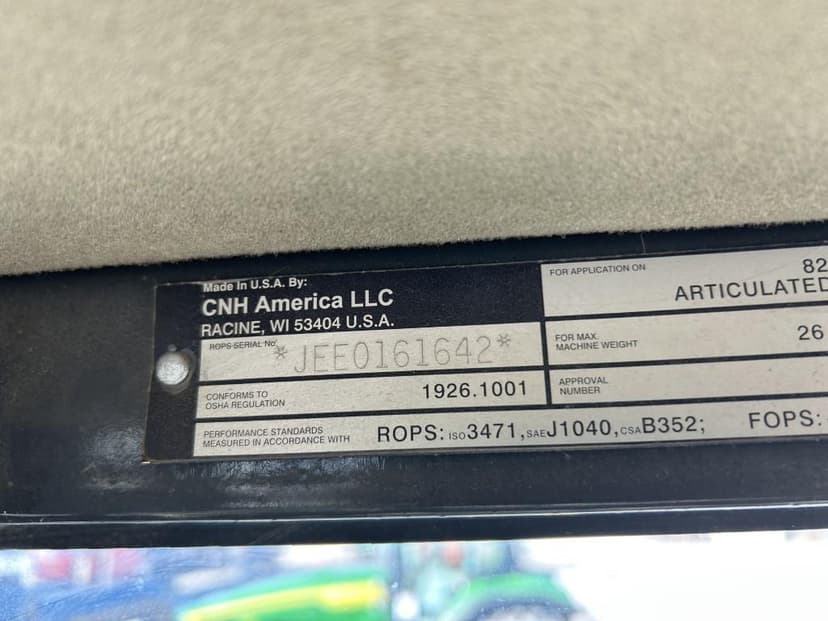 Made In U.S.A. By:
CNH America LLC
RACINE, WI 53404 U.S.A.
ROPS-SERIAL No.
*JEE0161642*
CONFORMS TO
OSHA REGULATION
1926.1001
PERFORMANCE STANDARDS
MEASURED IN ACCORDANCE WITH
ROPS: ISO3471, SAEJ1040, CSAB352; FOPS:
FOR APPLICATION ON
82
ARTICULATED
FOR MAX.
MACHINE WEIGHT
26
APPROVAL
NUMBER